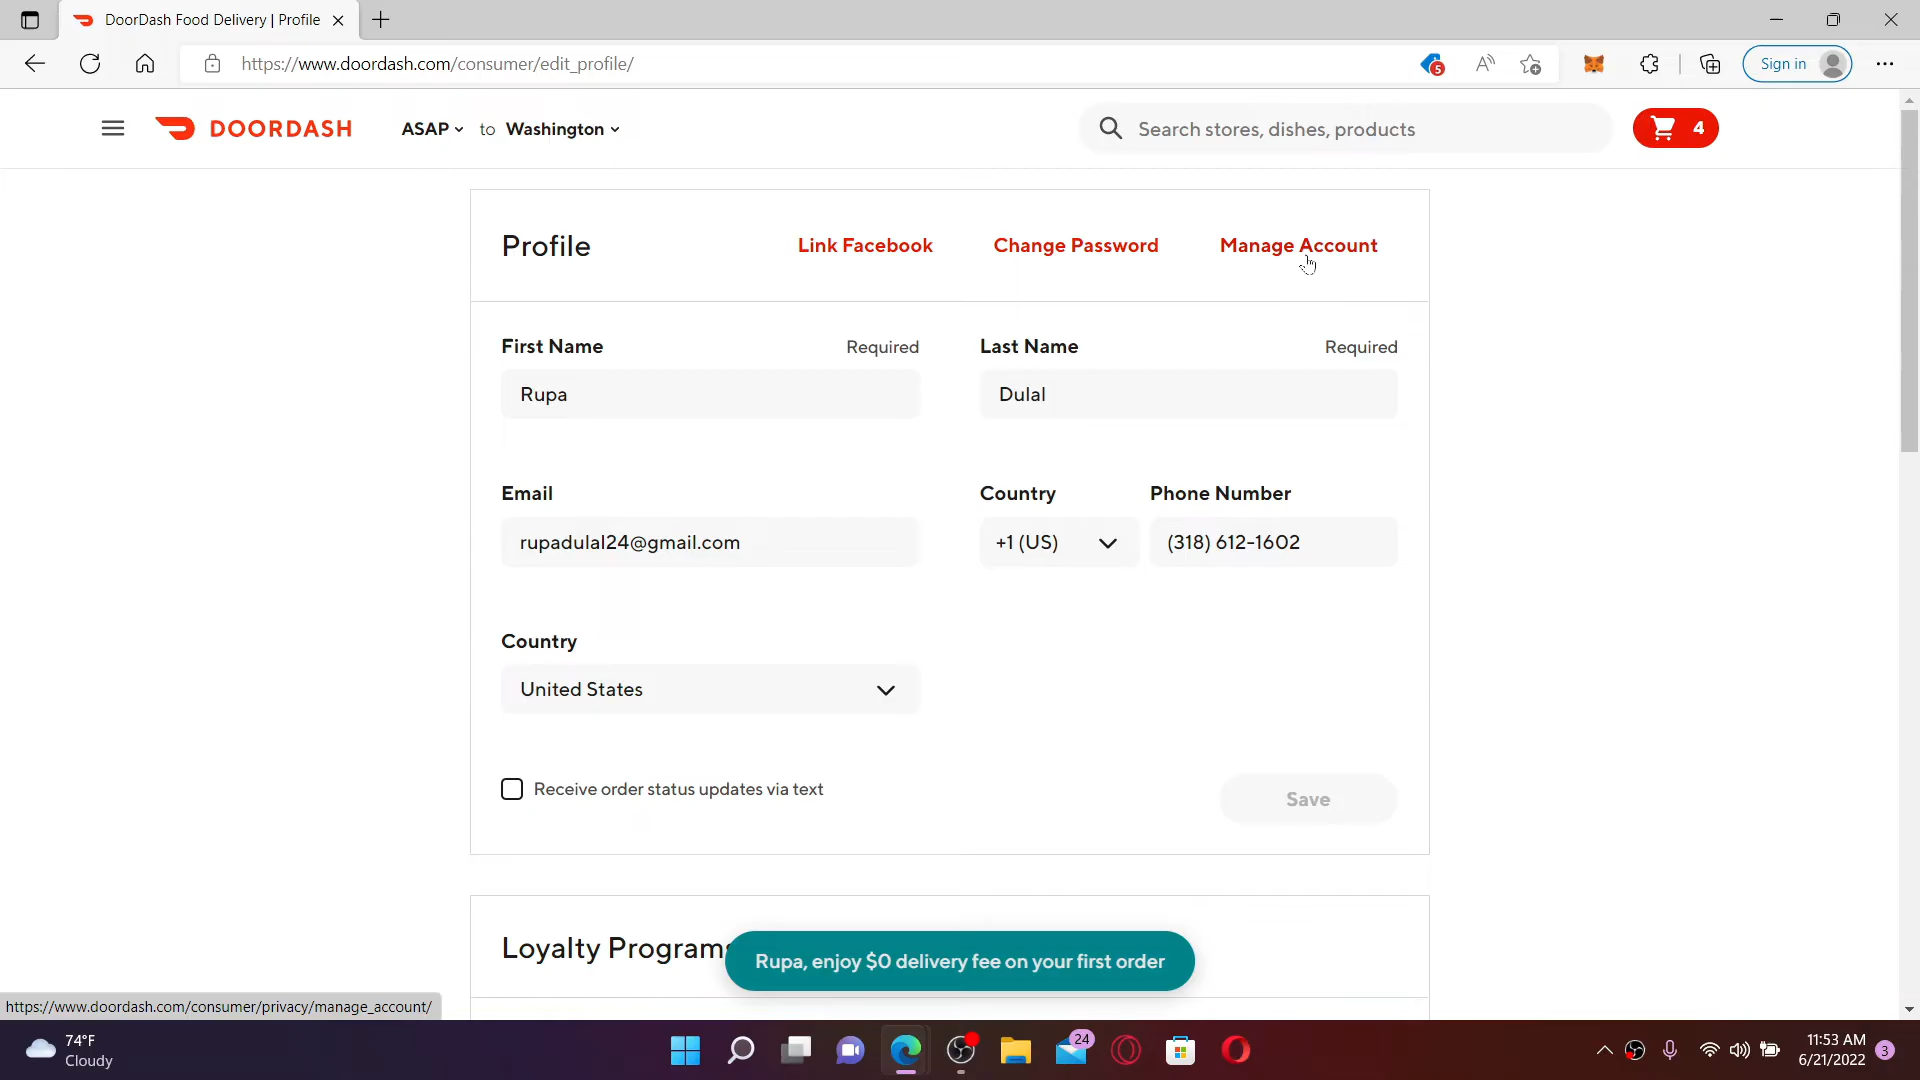 DoorDash Food Delivery | Profile
https://www.doordash.com/consumer/edit_profile/
5
Sign in
DOORDASH
ASAP to Washington
Search stores, dishes, products
4
Profile
Link Facebook
Change Password
Manage Account
First Name Required
Last Name Required
Rupa
Dulal
Email
Country
Phone Number
rupadulal24@gmail.com
+1 (US)
(318) 612-1602
Country
United States
Receive order status updates via text
Save
Loyalty Programs
Rupa, enjoy $0 delivery fee on your first order
https://www.doordash.com/consumer/privacy/manage_account/
74°F
Cloudy
24
11:53 AM
6/21/2022
3